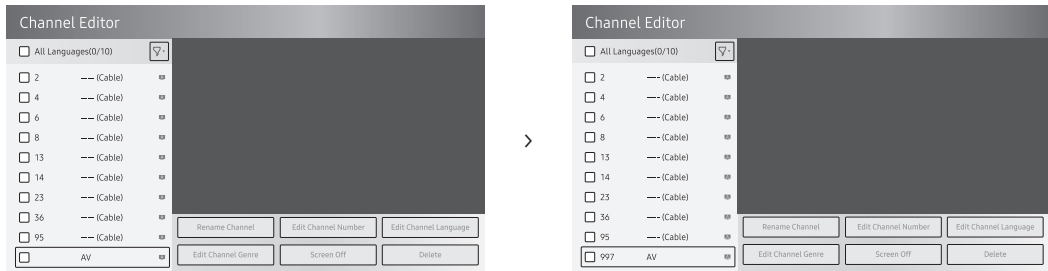 Channel Editor
All Languages(0/10)
2 –– (Cable)
4 –– (Cable)
6 –– (Cable)
8 –– (Cable)
13 –– (Cable)
14 –– (Cable)
23 –– (Cable)
36 –– (Cable)
95 –– (Cable)
AV
Rename Channel Edit Channel Number Edit Channel Language
Edit Channel Genre Screen Off Delete
>
Channel Editor
All Languages(0/10)
2 –- (Cable)
4 –- (Cable)
6 –- (Cable)
8 –- (Cable)
13 –- (Cable)
14 –- (Cable)
23 –- (Cable)
36 –- (Cable)
95 –- (Cable)
997 AV
Rename Channel Edit Channel Number Edit Channel Language
Edit Channel Genre Screen Off Delete